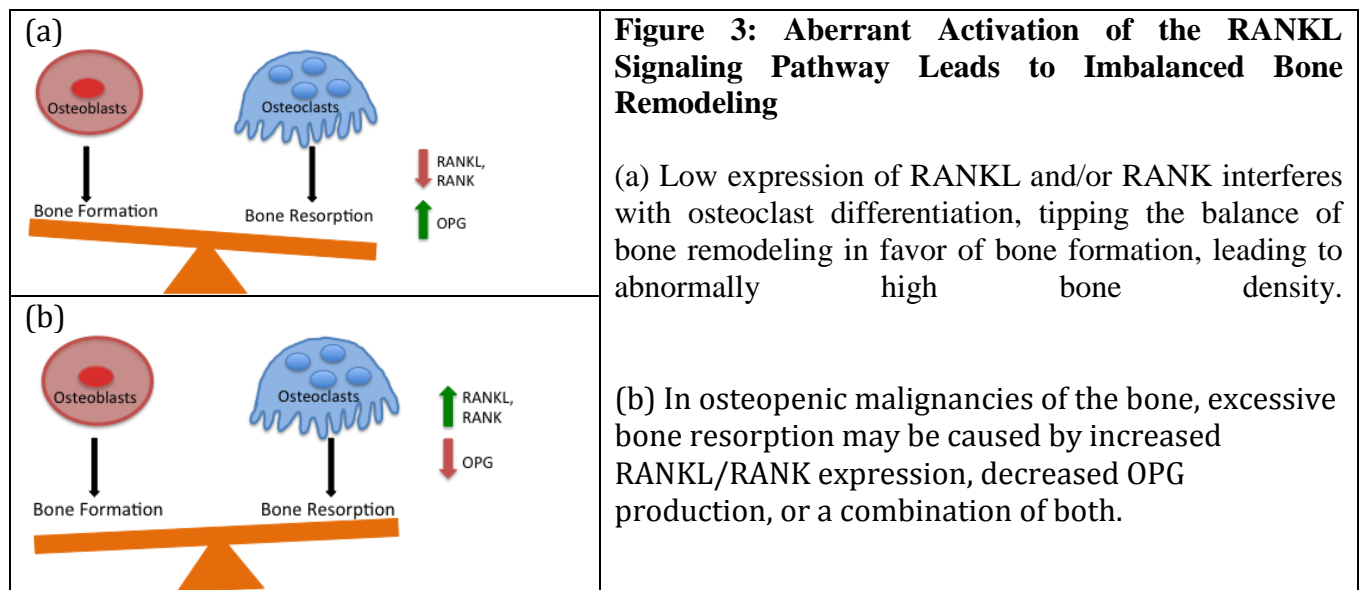 (a)
Osteoblasts
Osteoclasts
RANKL,
RANK
OPG
Bone Formation
Bone Resorption
(b)
Osteoblasts
Osteoclasts
RANKL,
RANK
OPG
Bone Formation
Bone Resorption
Figure 3: Aberrant Activation of the RANKL
Signaling Pathway Leads to Imbalanced Bone
Remodeling
(a) Low expression of RANKL and/or RANK interferes
with osteoclast differentiation, tipping the balance of
bone remodeling in favor of bone formation, leading to
abnormally high bone density.
(b) In osteopenic malignancies of the bone, excessive
bone resorption may be caused by increased
RANKL/RANK expression, decreased OPG
production, or a combination of both.